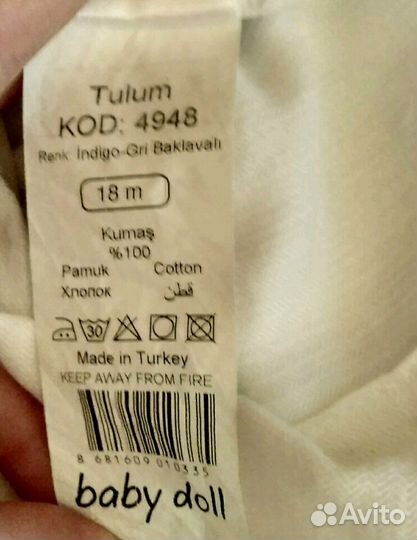 Tulum
KOD: 4948
Renk: İndigo-Gri Baklavalı
18 m
Kumaş
%100
Pamuk Cotton
Хлопок قطن
30
Made in Turkey
KEEP AWAY FROM FIRE
8 681609 010335
baby doll
Avito